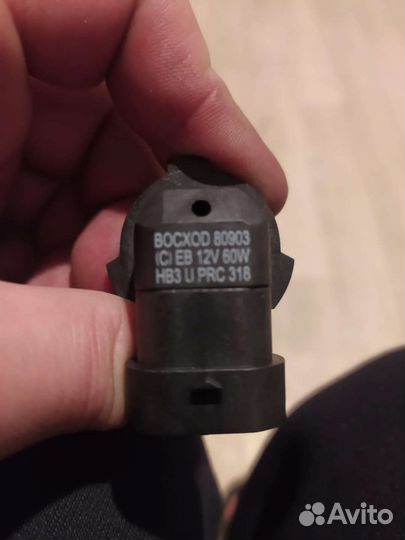 BOCXOD 80903
(C) EB 12V 60W
HB3 U PRC 318
Avito